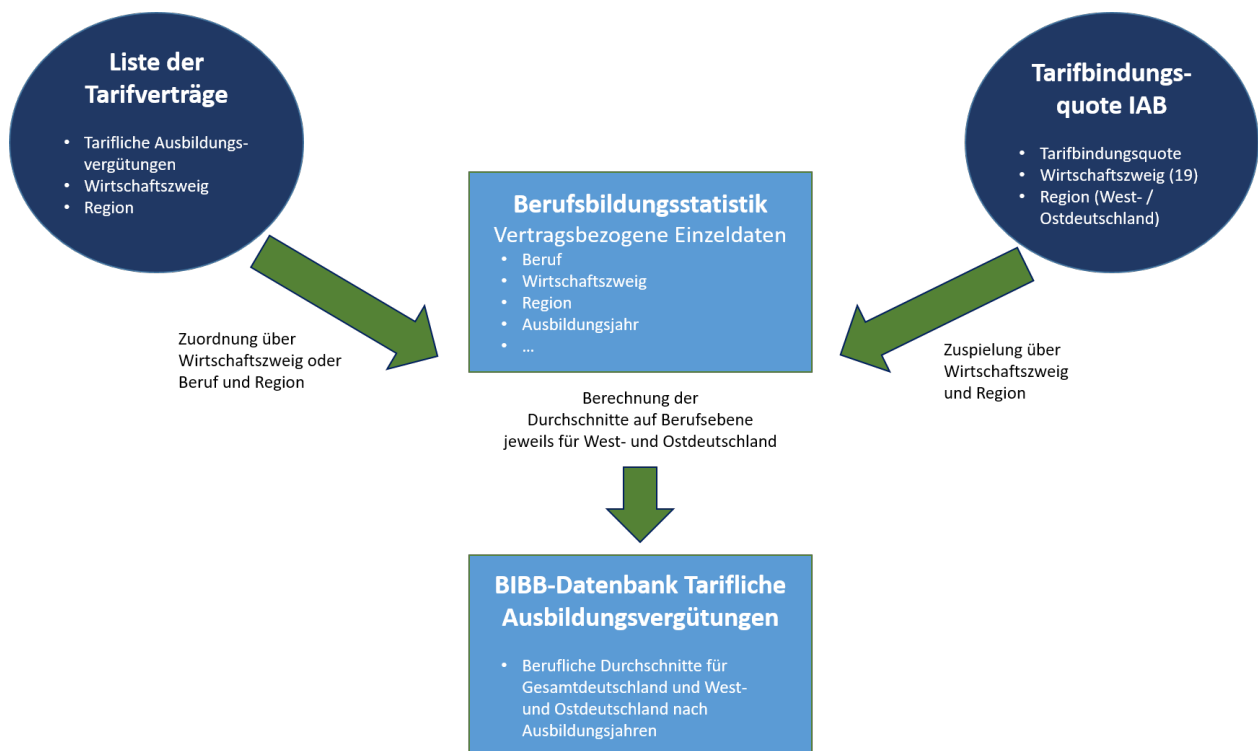 Liste der
Tarifverträge
• Tarifliche Ausbildungs-
vergütungen
• Wirtschaftszweig
• Region
Tarifbindungs-
quote IAB
• Tarifbindungsquote
• Wirtschaftszweig (19)
• Region (West- /
Ostdeutschland)
Berufsbildungsstatistik
Vertragsbezogene Einzeldaten
• Beruf
• Wirtschaftszweig
• Region
• Ausbildungsjahr
• ...
Zuordnung über
Wirtschaftszweig oder
Beruf und Region
Zuspielung über
Wirtschaftszweig
und Region
Berechnung der
Durchschnitte auf Berufsebene
jeweils für West- und Ostdeutschland
BIBB-Datenbank Tarifliche
Ausbildungsvergütungen
• Berufliche Durchschnitte für
Gesamtdeutschland und West-
und Ostdeutschland nach
Ausbildungsjahren